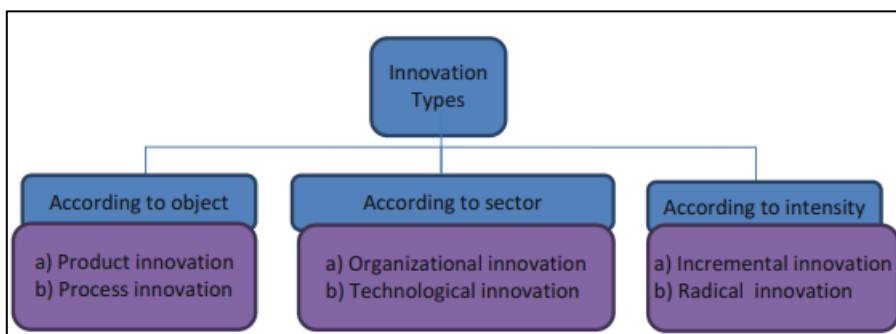 Innovation
Types
According to object
a) Product innovation
b) Process innovation
According to sector
a) Organizational innovation
b) Technological innovation
According to intensity
a) Incremental innovation
b) Radical innovation